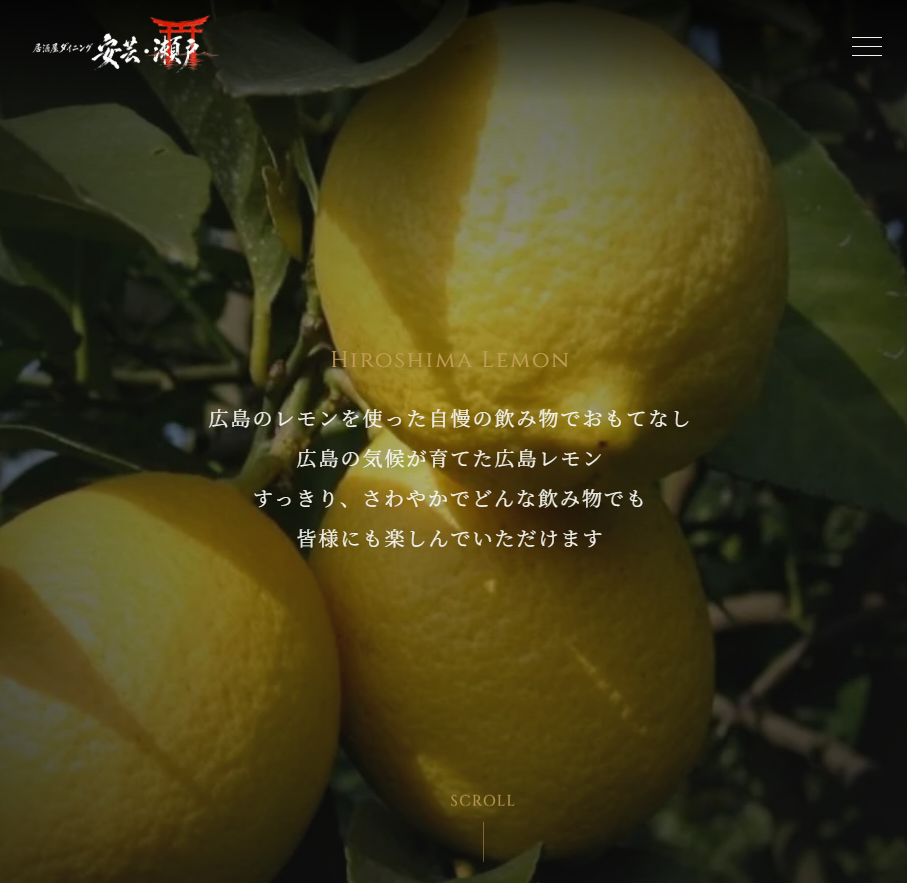 居酒屋ダイニング 安芸・瀬戸
Hiroshima Lemon
広島のレモンを使った自慢の飲み物でおもてなし
広島の気候が育てた広島レモン
すっきり、さわやかでどんな飲み物でも
皆様にも楽しんでいただけます
SCROLL